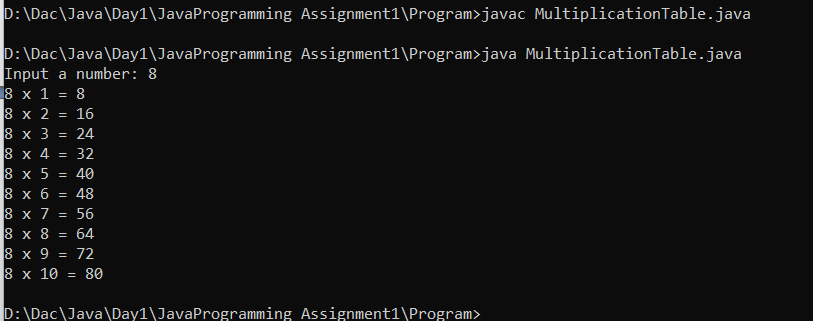 D:\Dac\Java\Day1\JavaProgramming Assignment1\Program>javac MultiplicationTable.java
D:\Dac\Java\Day1\JavaProgramming Assignment1\Program>java MultiplicationTable.java
Input a number: 8
8 x 1 = 8
8 x 2 = 16
8 x 3 = 24
8 x 4 = 32
8 x 5 = 40
8 x 6 = 48
8 x 7 = 56
8 x 8 = 64
8 x 9 = 72
8 x 10 = 80
D:\Dac\Java\Day1\JavaProgramming Assignment1\Program>